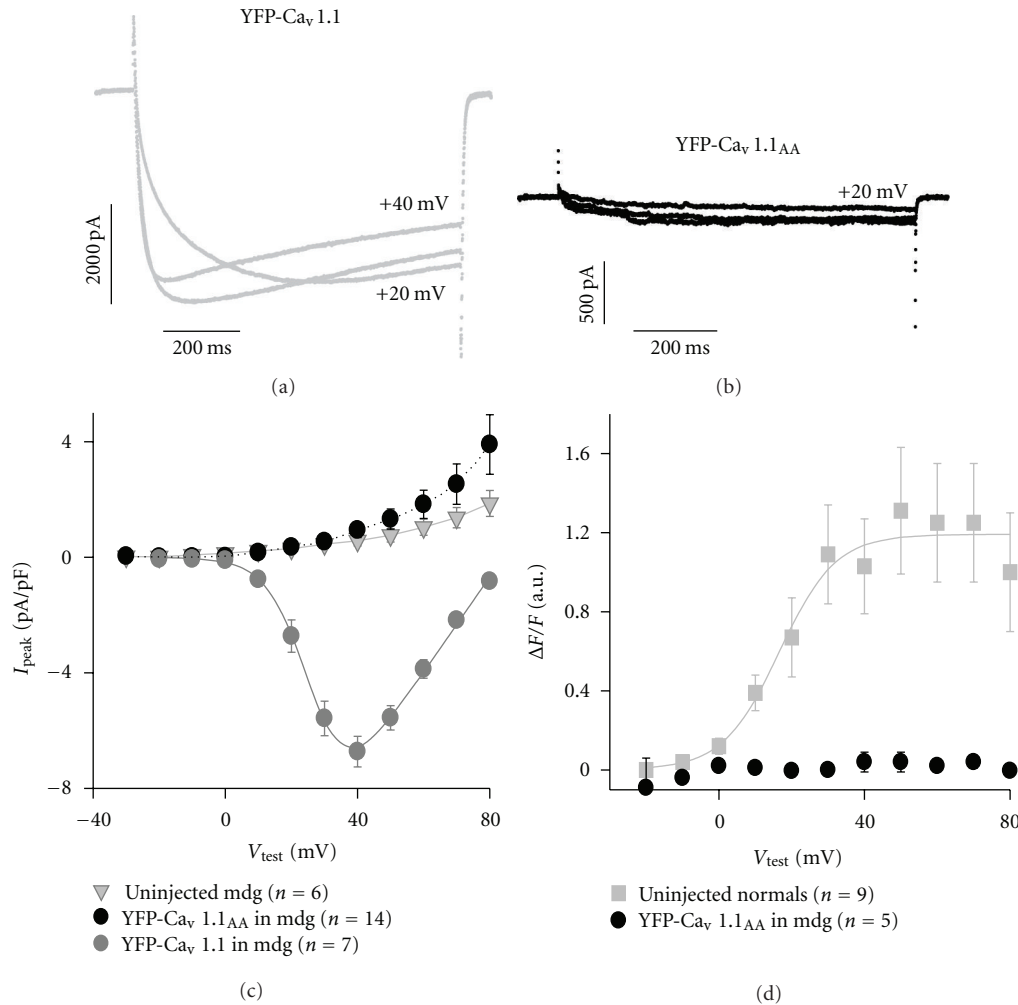 YFP-Caᵥ 1.1
+40 mV
+20 mV
2000 pA
200 ms
(a)
YFP-Caᵥ 1.1AA
+20 mV
500 pA
200 ms
(b)
4
0
−4
−8
Ipeak (pA/pF)
−40 0 40 80
Vtest (mV)
Uninjected mdg (n = 6)
YFP-Caᵥ 1.1AA in mdg (n = 14)
YFP-Caᵥ 1.1 in mdg (n = 7)
(c)
1.6
1.2
0.8
0.4
0
ΔF/F (a.u.)
0 40 80
Vtest (mV)
Uninjected normals (n = 9)
YFP-Caᵥ 1.1AA in mdg (n = 5)
(d)